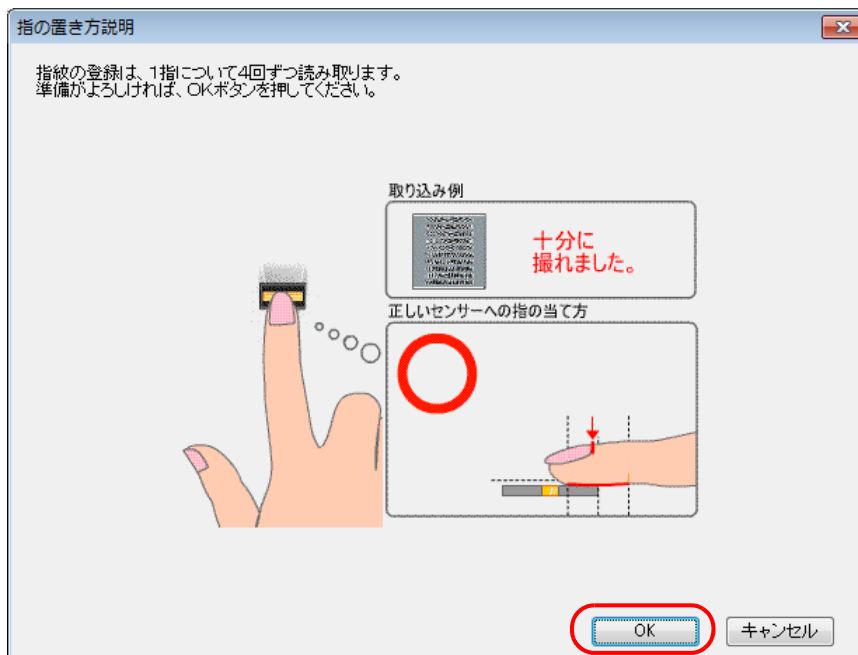 指の置き方説明
指紋の登録は、1指について4回ずつ読み取ります。
準備がよろしければ、OKボタンを押してください。
取り込み例
十分に
撮れました。
正しいセンサーへの指の当て方
OK
キャンセル